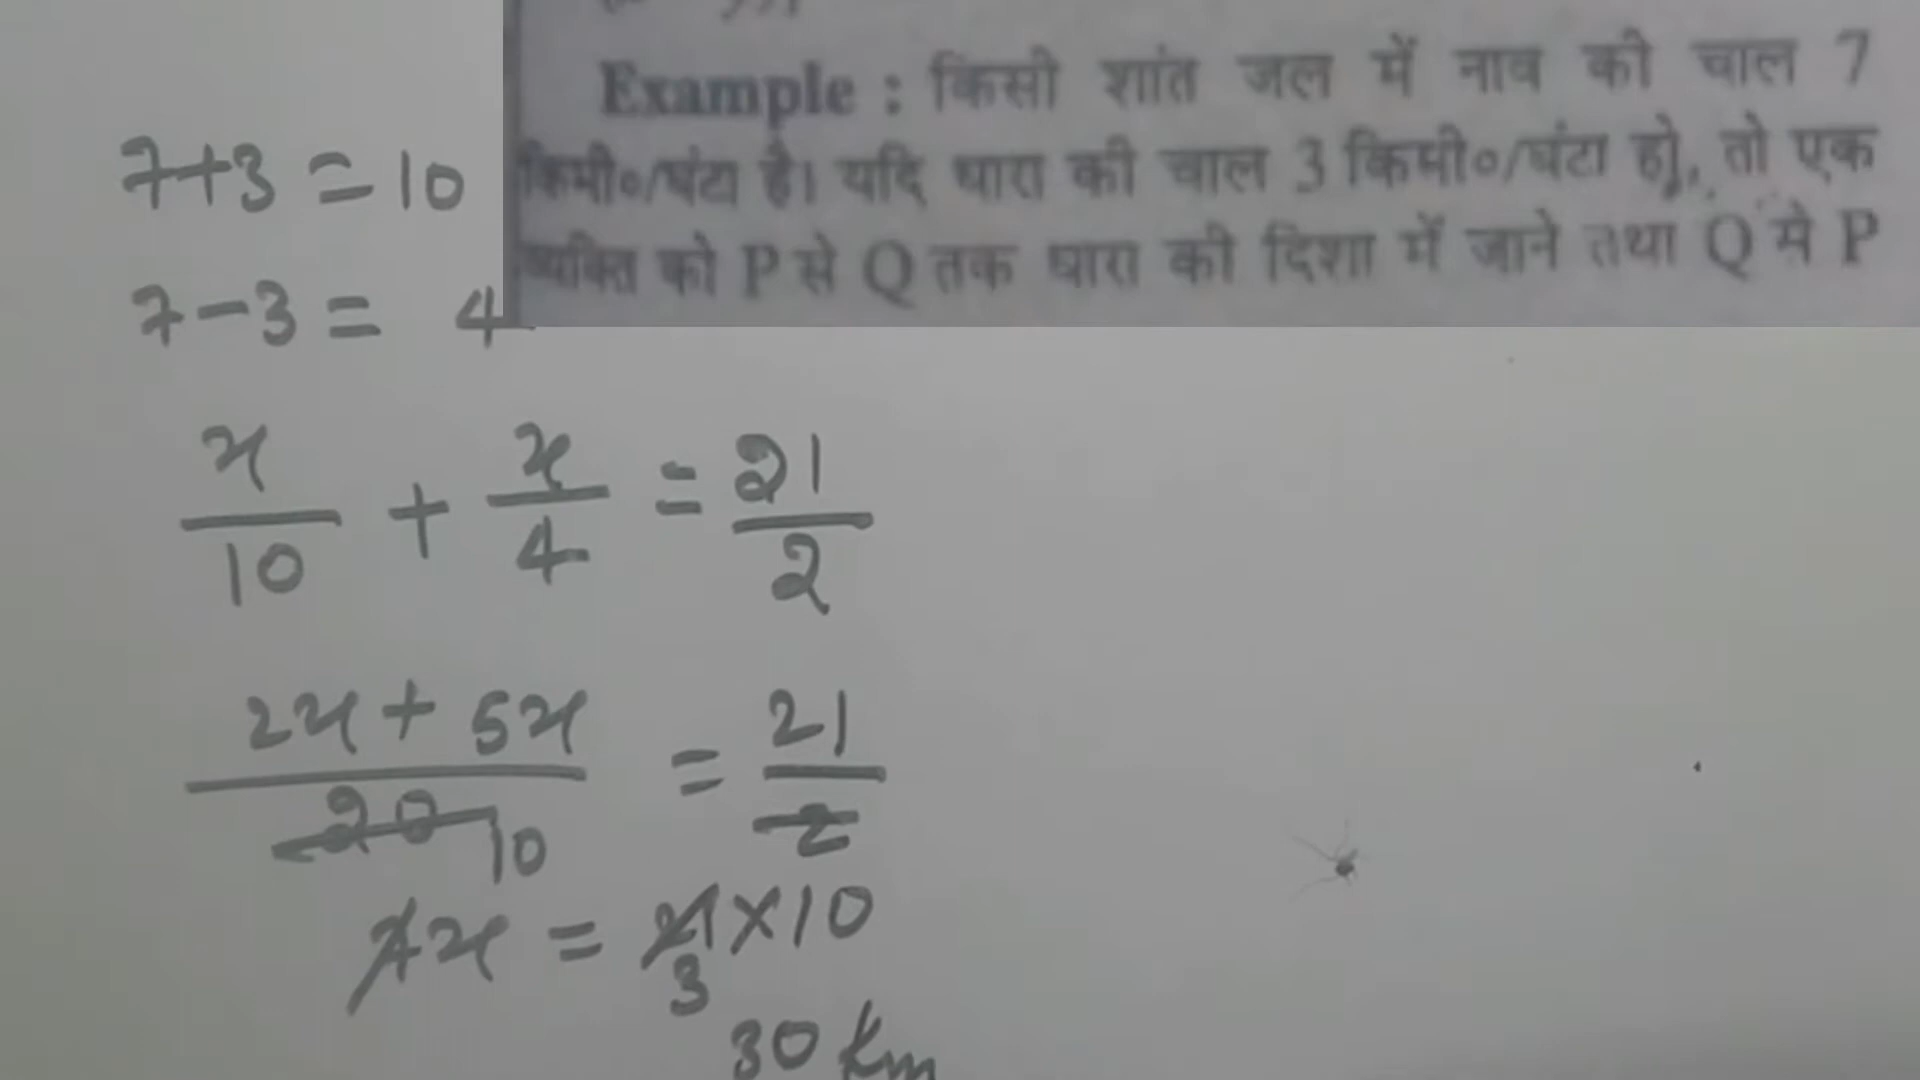 Example : किसी शांत जल में नाव की चाल 7
किमी०/घंटा है। यदि धारा की चाल 3 किमी०/घंटा हो, तो एक
व्यक्ति को P से Q तक धारा की दिशा में जाने तथा Q से P
7+3 = 10
7-3 = 4
x/10 + x/4 = 21/2
2x + 5x / 20 10 = 21/2
7x = 21 × 10
3
30 km